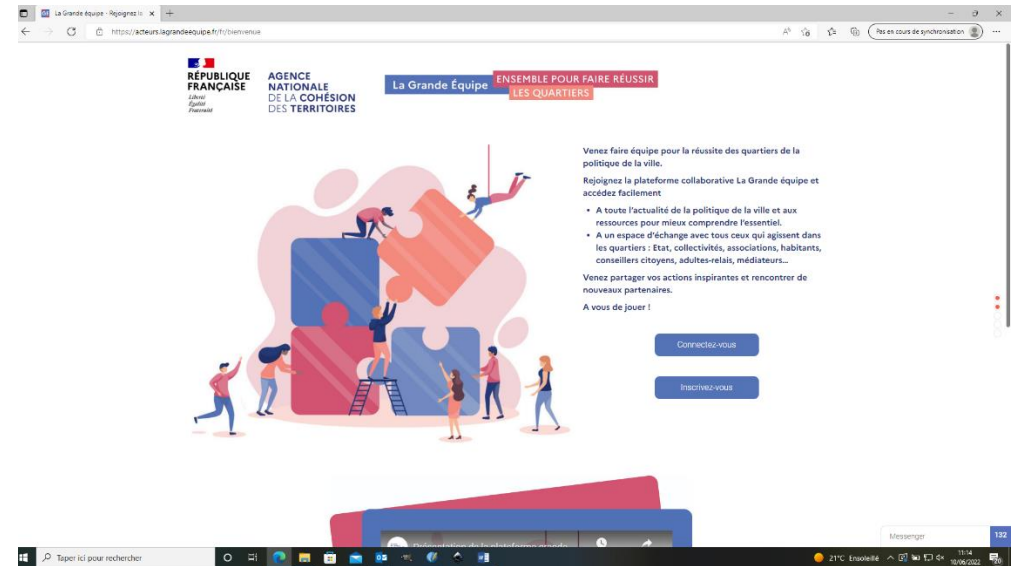 La Grande équipe - Rejoignez la
https://acteurs.lagrandeequipe.fr/fr/bienvenue
Pas en cours de synchronisation
RÉPUBLIQUE
FRANÇAISE
Liberté
Égalité
Fraternité
AGENCE
NATIONALE
DE LA COHÉSION
DES TERRITOIRES
La Grande Équipe
ENSEMBLE POUR FAIRE RÉUSSIR
LES QUARTIERS
Venez faire équipe pour la réussite des quartiers de la
politique de la ville.
Rejoignez la plateforme collaborative La Grande équipe et
accédez facilement
• A toute l'actualité de la politique de la ville et aux
ressources pour mieux comprendre l'essentiel.
• A un espace d'échange avec tous ceux qui agissent dans
les quartiers : Etat, collectivités, associations, habitants,
conseillers citoyens, adultes-relais, médiateurs...
Venez partager vos actions inspirantes et rencontrer de
nouveaux partenaires.
A vous de jouer !
Connectez-vous
Inscrivez-vous
Présentation de la plateforme grande
Messenger
132
Taper ici pour rechercher
21°C Ensoleillé
11:14
10/06/2022